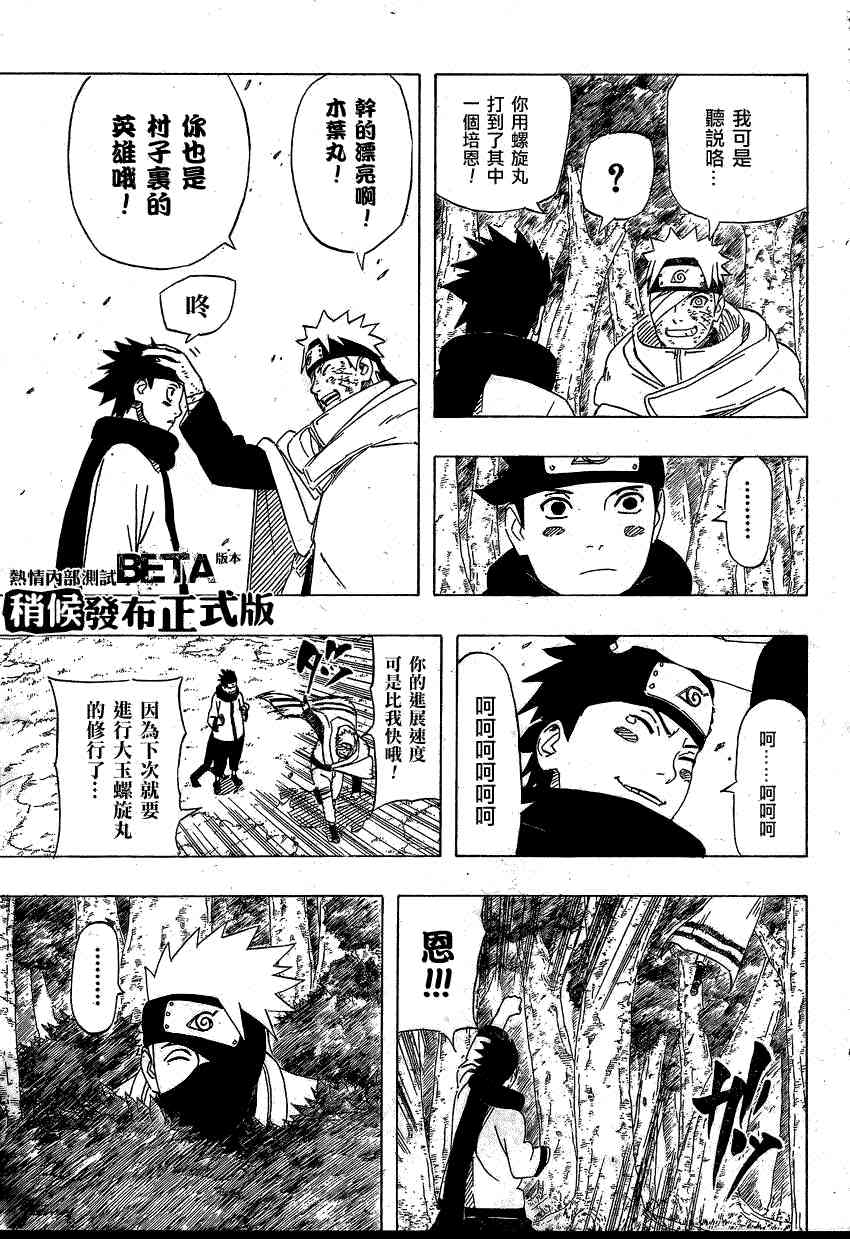 我可是
聽説咯…
？
你用螺旋丸
打到了其中
一個培恩！
幹的漂亮啊！
木葉丸！
你也是
村子裏的
英雄哦！
咚
………
熱情內部測試BETA版本
稍候發布正式版
呵……呵呵呵
呵呵呵呵呵呵
你的進展速度
可是比我快哦！
因為下次就要
進行大玉螺旋丸
的修行了…
ダッ
恩!!!
ザッ
………